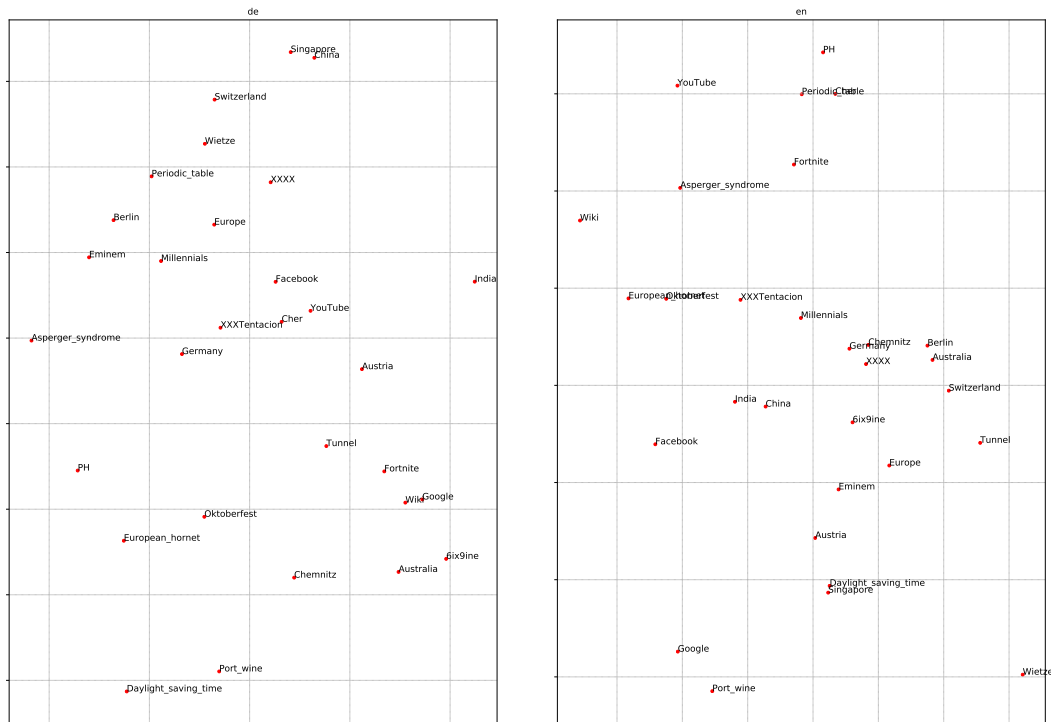 de
Singapore
China
Switzerland
Wietze
Periodic_table
XXXX
Berlin
Europe
Eminem
Millennials
Facebook
India
YouTube
Cher
XXXTentacion
Asperger_syndrome
Germany
Austria
Tunnel
PH
Fortnite
Wiki
Google
Oktoberfest
European_hornet
6ix9ine
Australia
Chemnitz
Port_wine
Daylight_saving_time
en
PH
YouTube
Periodic_table
Cher
Fortnite
Asperger_syndrome
Wiki
European_hornet
Oktoberfest
XXXTentacion
Millennials
Chemnitz
Germany
Berlin
Australia
XXXX
Switzerland
India
China
6ix9ine
Facebook
Tunnel
Europe
Eminem
Austria
Daylight_saving_time
Singapore
Google
Wietze
Port_wine